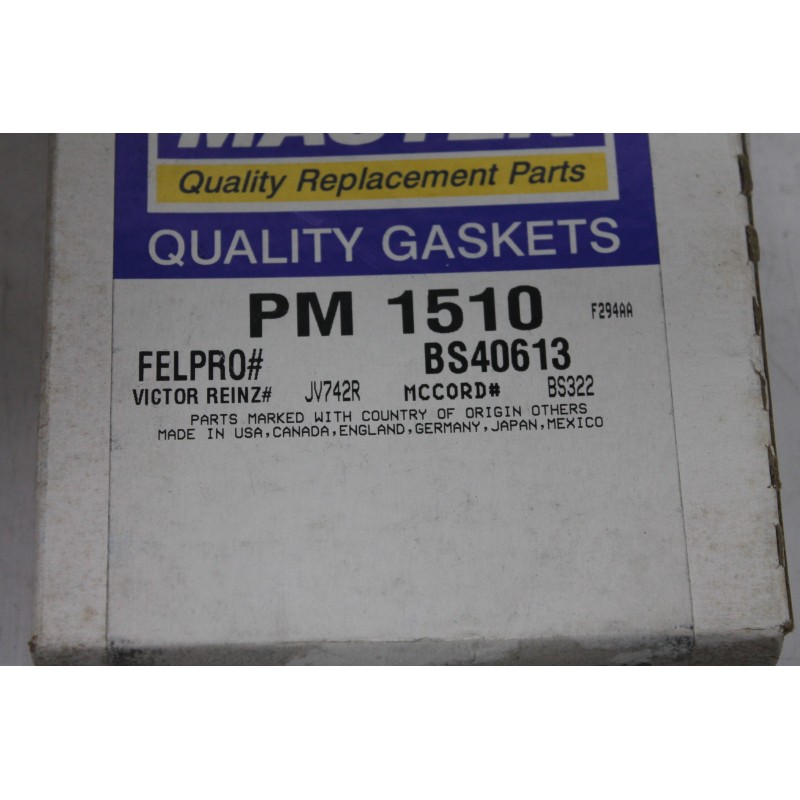 MASTER
Quality Replacement Parts
QUALITY GASKETS
PM 1510 F294AA
FELPRO# BS40613
VICTOR REINZ# JV742R MCCORD# BS322
PARTS MARKED WITH COUNTRY OF ORIGIN OTHERS
MADE IN USA,CANADA,ENGLAND,GERMANY,JAPAN,MEXICO